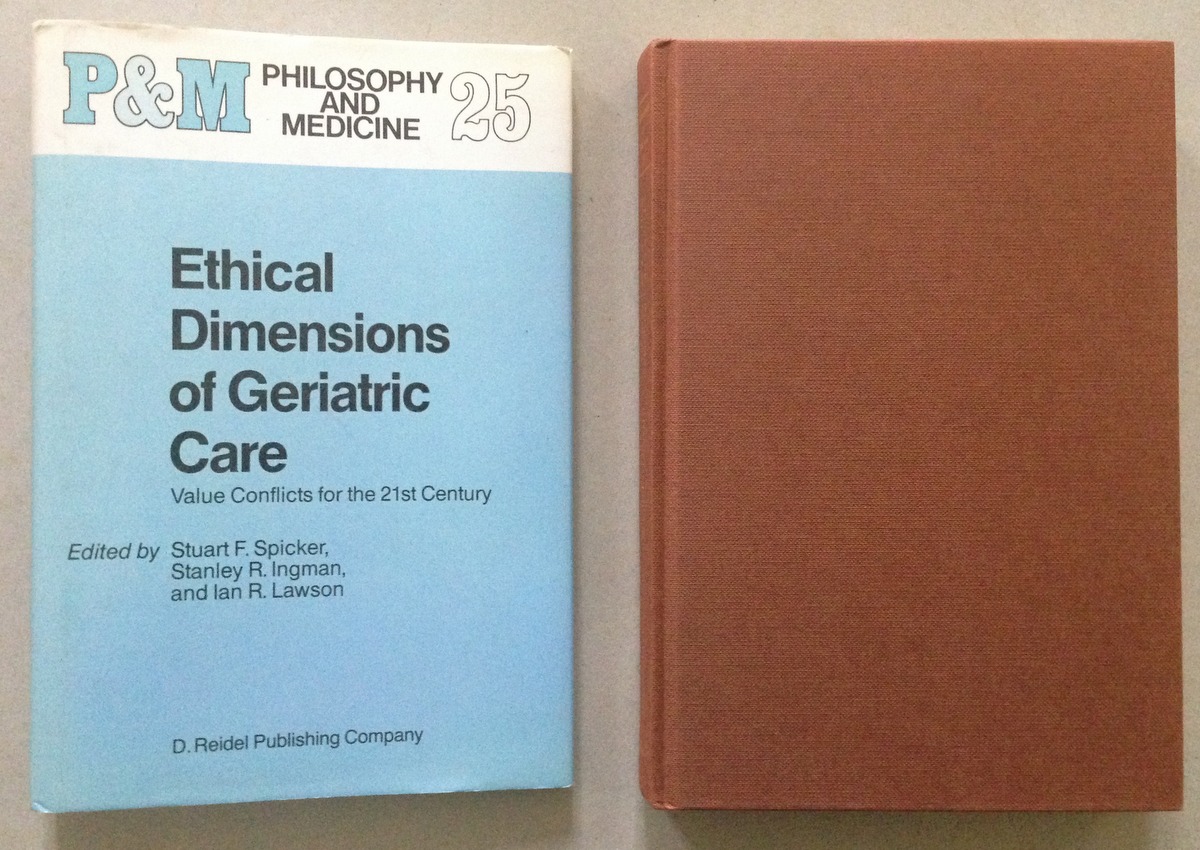 P&M PHILOSOPHY AND MEDICINE 25
Ethical
Dimensions
of Geriatric
Care
Value Conflicts for the 21st Century
Edited by Stuart F. Spicker,
Stanley R. Ingman,
and Ian R. Lawson
D. Reidel Publishing Company